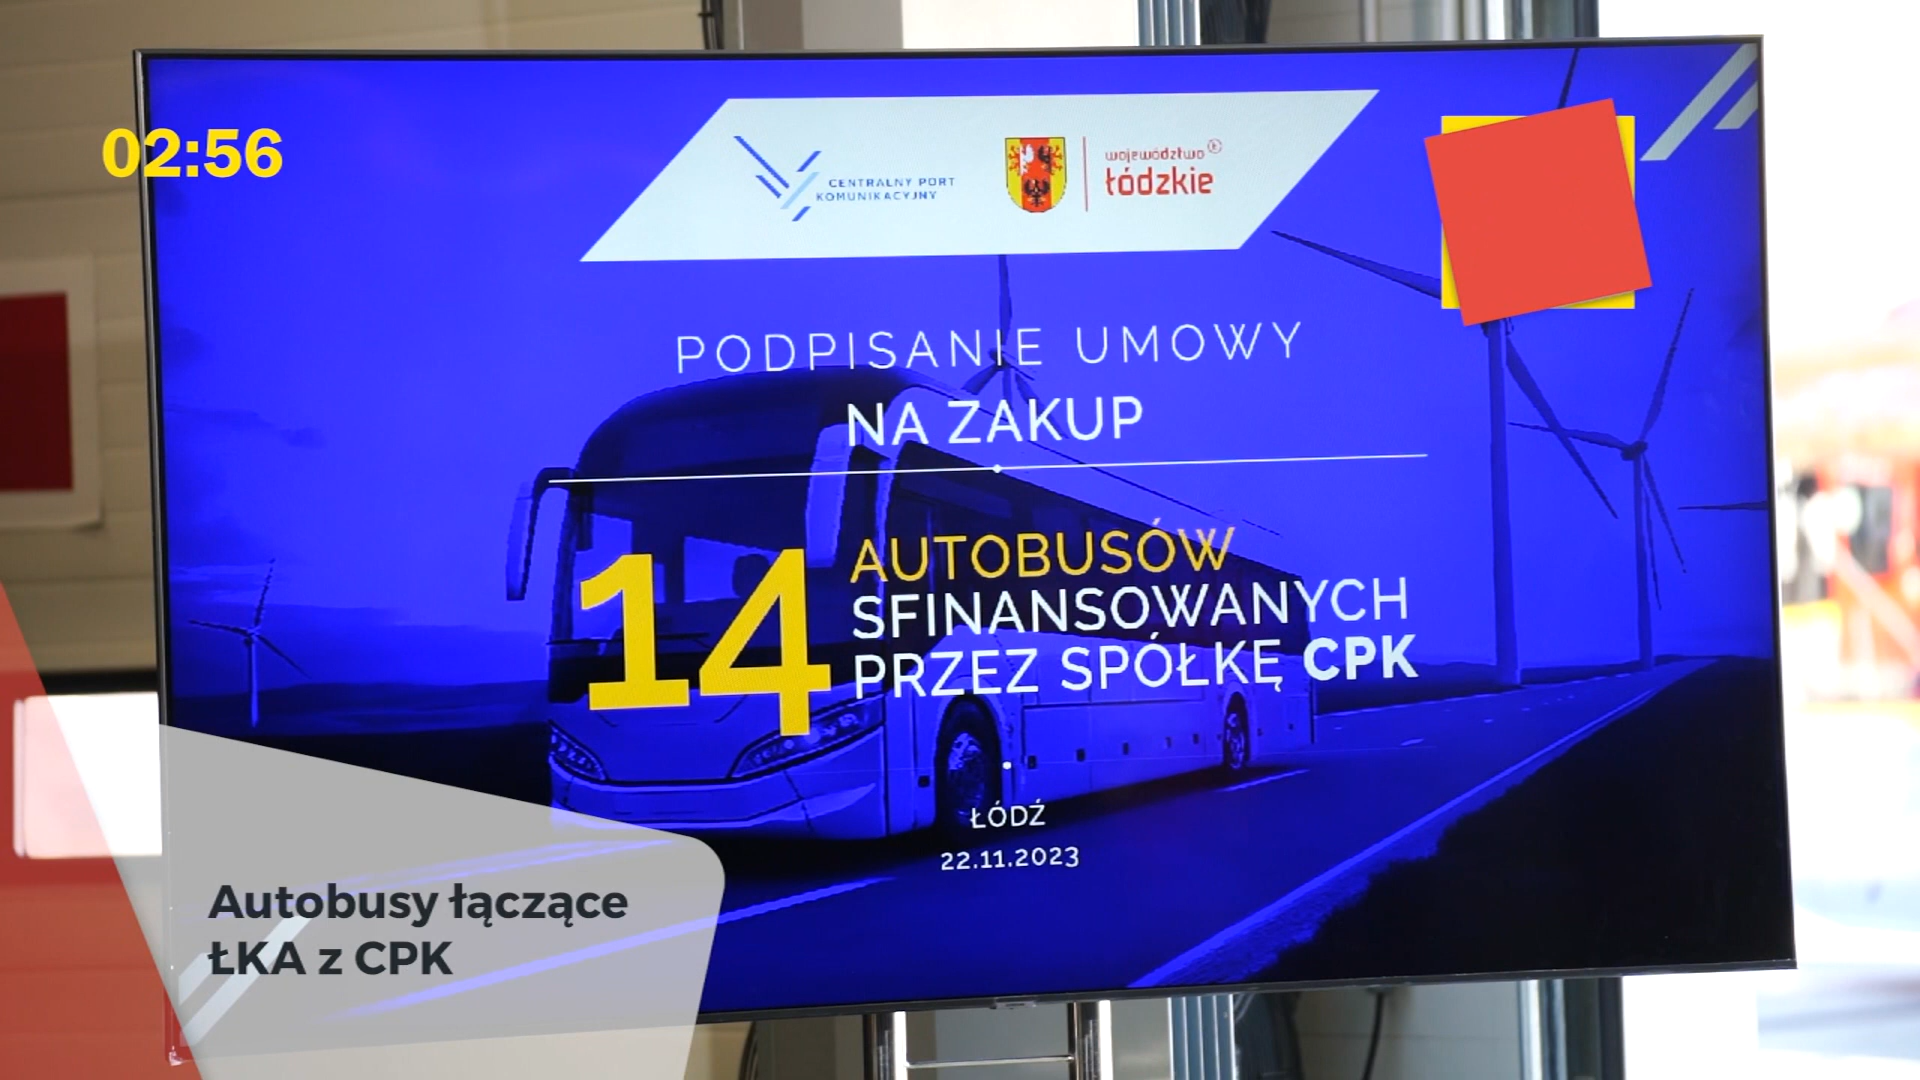 02:56
CENTRALNY PORT
KOMUNIKACYJNY
województwo
łódzkie
PODPISANIE UMOWY
NA ZAKUP
14 AUTOBUSÓW
SFINANSOWANYCH
PRZEZ SPÓŁKĘ CPK
ŁÓDŹ
22.11.2023
Autobusy łączące
ŁKA z CPK